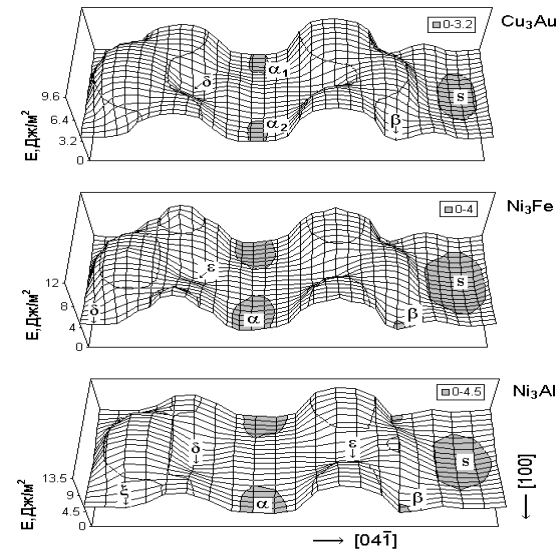 0-3.2
Cu₃Au
α₁
δ
s
E,Дж/м²
9.6
6.4
3.2
0
α₂
β
0-4
Ni₃Fe
ε
s
E,Дж/м²
12
8
4
0
δ
α
β
0-4.5
Ni₃Al
δ
ε
s
E,Дж/м²
13.5
9
4.5
0
ξ
α
β
[100]
[041̄]